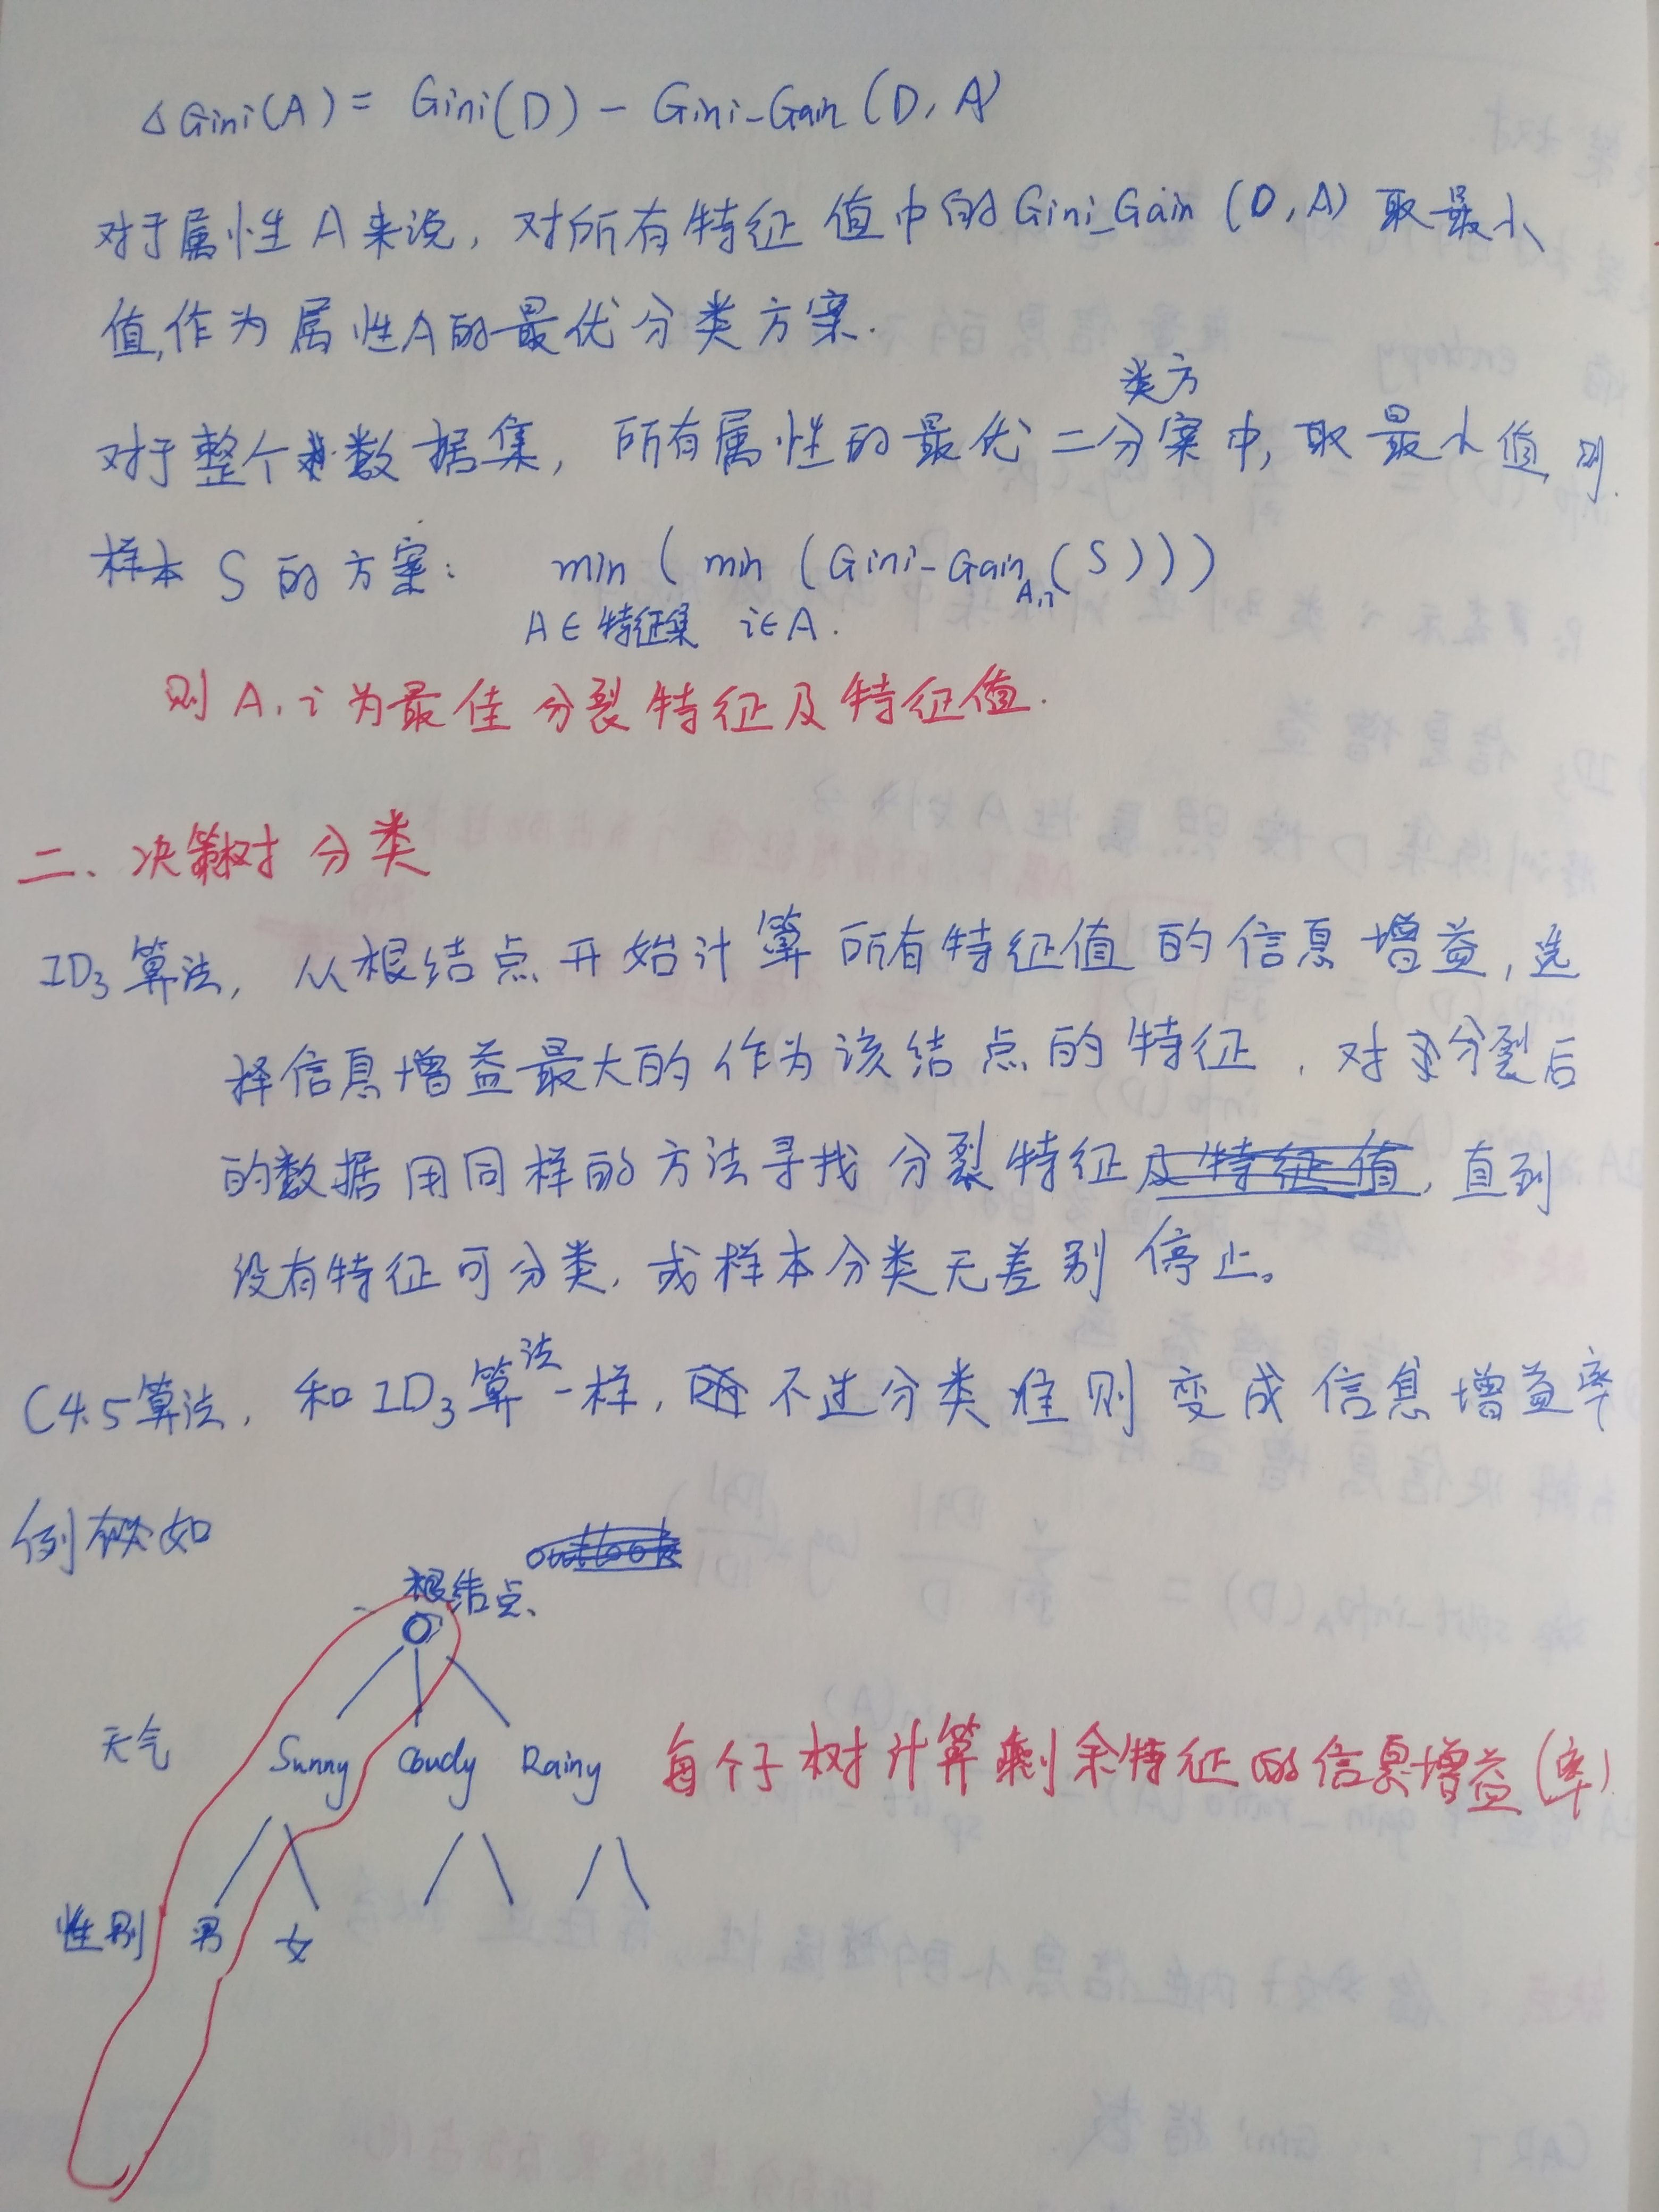 △Gini(A) = Gini(D) - Gini_Gain(D,A)
对于属性A来说，对所有特征值中的Gini_Gain(D,A)取最小
值,作为属性A的最优分类方案.
对于整个数据集，所有属性的最优二分类方案中,取最小值,则
样本S的方案： min ( min (Gini-Gain A,i (S)))
A∈特征集 i∈A.
则A,i为最佳分裂特征及特征值.
二、决策树分类
ID3算法，从根结点开始计算所有特征值的信息增益,选
择信息增益最大的作为该结点的特征，对分裂后
的数据用同样的方法寻找分裂特征及特征值,直到
没有特征可分类,或样本分类无差别停止。
C4.5算法，和ID3算法一样,不过分类准则变成信息增益率
例如
outlook
根结点
天气 Sunny Coudy Rainy 每个子树计算剩余特征的信息增益(率)
性别 男 女